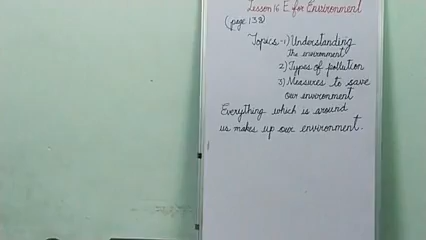 Lesson 16 E for Environment
(page 138)
Topics - 1) Understanding
the environment
2) Types of pollution
3) Measures to save
our environment
Everything which is around
us makes up our environment.